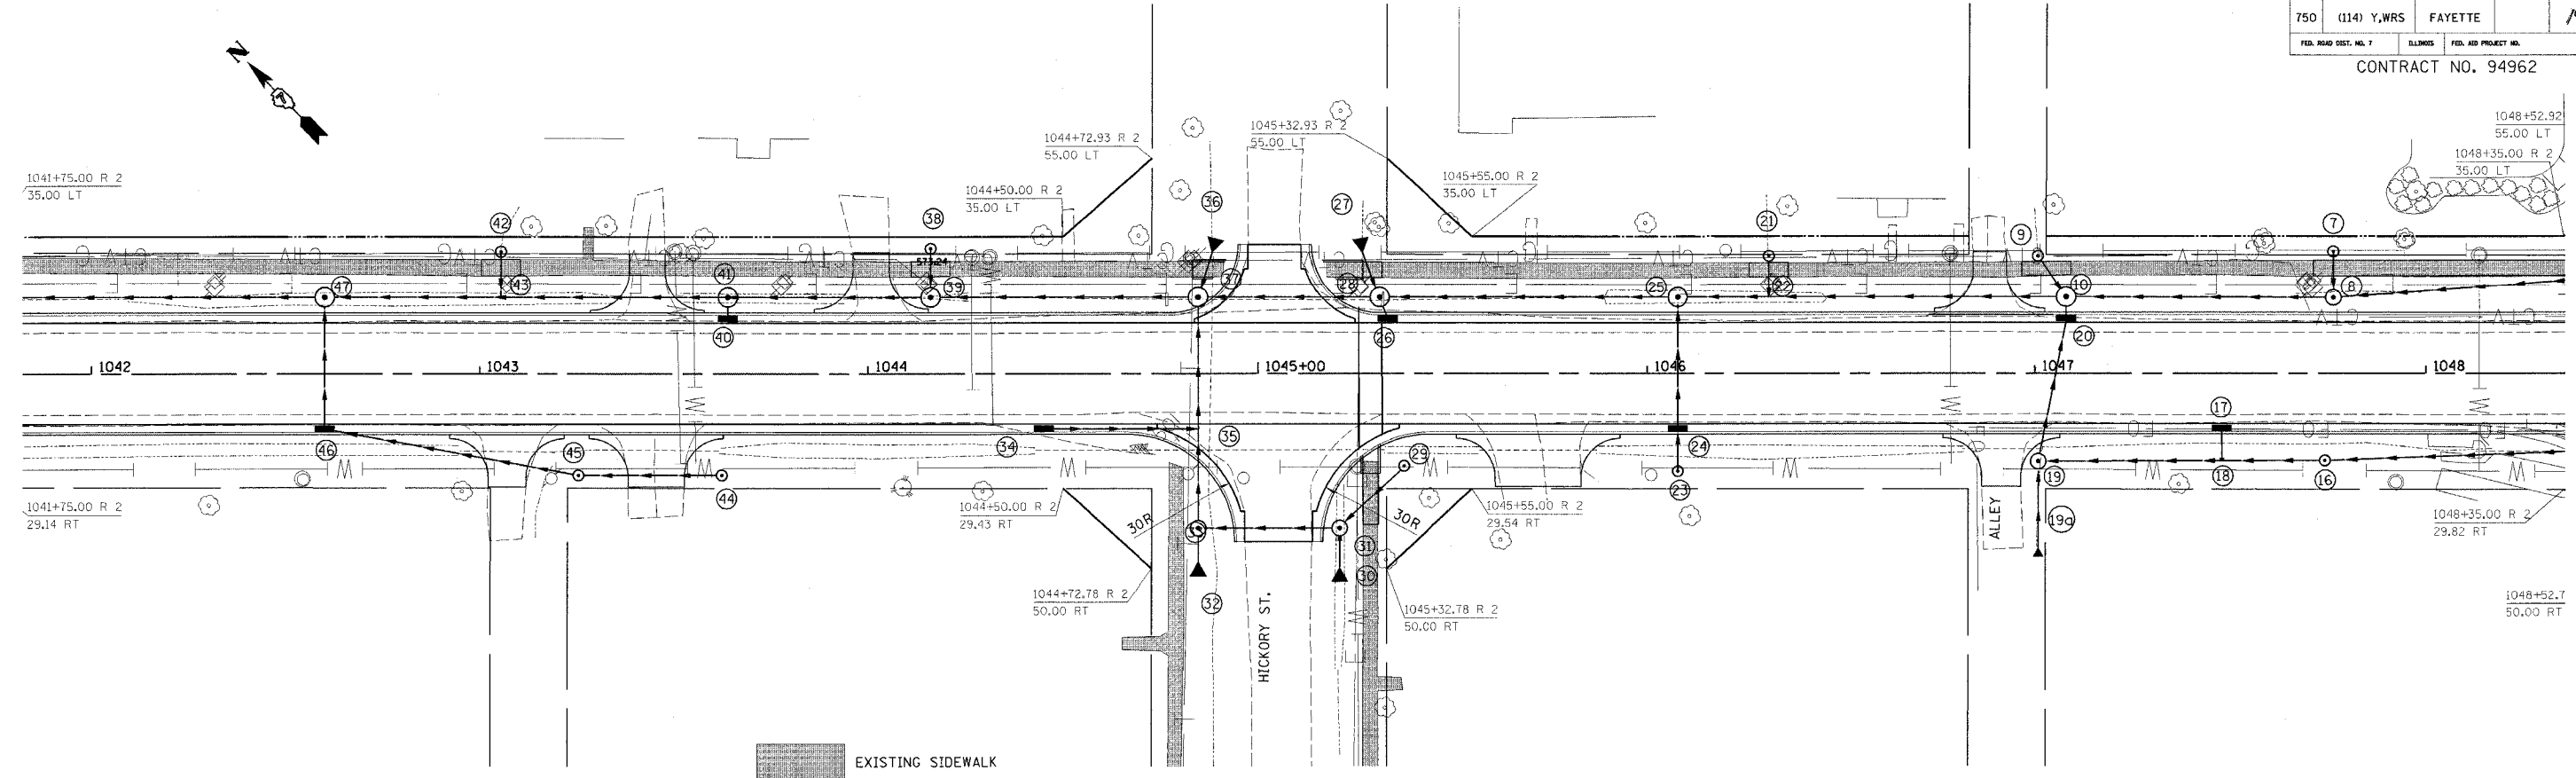 750 (114) Y,WRS FAYETTE
FED. ROAD DIST. NO. 7 ILLINOIS FED. AID PROJECT NO.
CONTRACT NO. 94962
N
1048+52.92
55.00 LT
1045+32.93 R 2
55.00 LT
1044+72.93 R 2
55.00 LT
1048+35.00 R 2
35.00 LT
1041+75.00 R 2
35.00 LT
1045+55.00 R 2
35.00 LT
1044+50.00 R 2
35.00 LT
42 38 36 27 21 9 7
573.24
47 43 41 39 37 28 25 22 10 8
40 26 20
1042 1043 1044 1045+00 1046 1047 1048
17
46 45 34 35 29 24
W W W W W W
44 23 19 18 16
1041+75.00 R 2
29.14 RT
1044+50.00 R 2
29.43 RT
1045+55.00 R 2
29.54 RT
1048+35.00 R 2
29.82 RT
30R 30R
ALLEY
19a
31
30
32
1044+72.78 R 2
50.00 RT
1045+32.78 R 2
50.00 RT
1048+52.7
50.00 RT
HICKORY ST.
EXISTING SIDEWALK